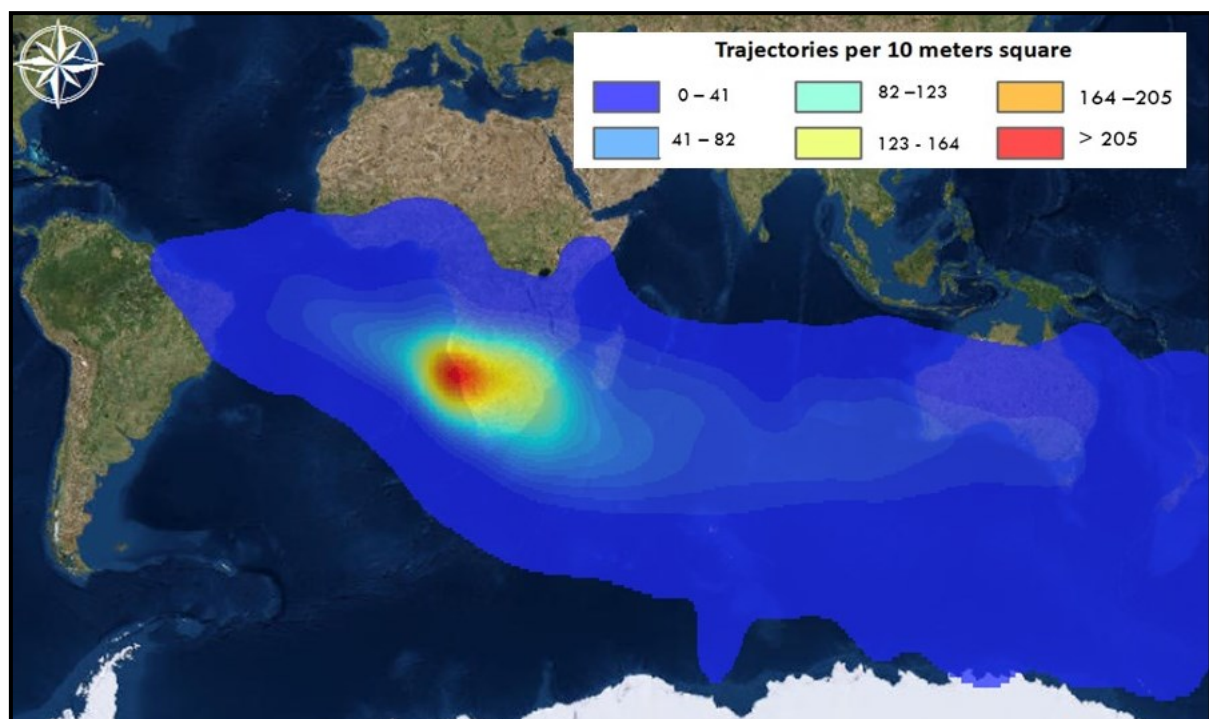 Trajectories per 10 meters square
0 – 41
82 –123
164 –205
41 – 82
123 - 164
> 205